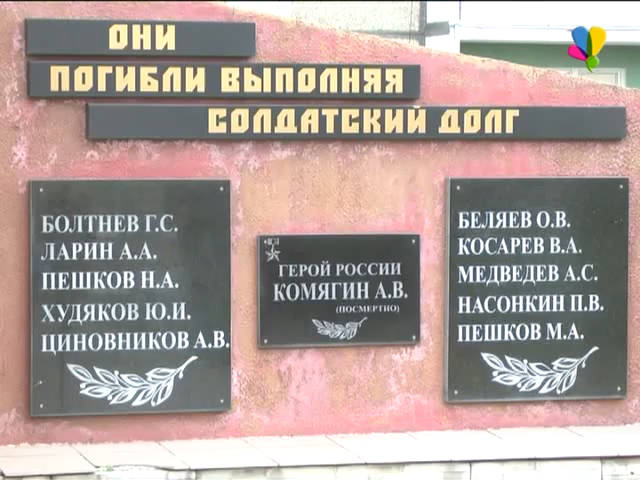 ОНИ
ПОГИБЛИ ВЫПОЛНЯЯ
СОЛДАТСКИЙ ДОЛГ
БОЛТНЕВ Г.С.
ЛАРИН А.А.
ПЕШКОВ Н.А.
ХУДЯКОВ Ю.И.
ЦИНОВНИКОВ А.В.
ГЕРОЙ РОССИИ
КОМЯГИН А.В.
(ПОСМЕРТНО)
БЕЛЯЕВ О.В.
КОСАРЕВ В.А.
МЕДВЕДЕВ А.С.
НАСОНКИН П.В.
ПЕШКОВ М.А.